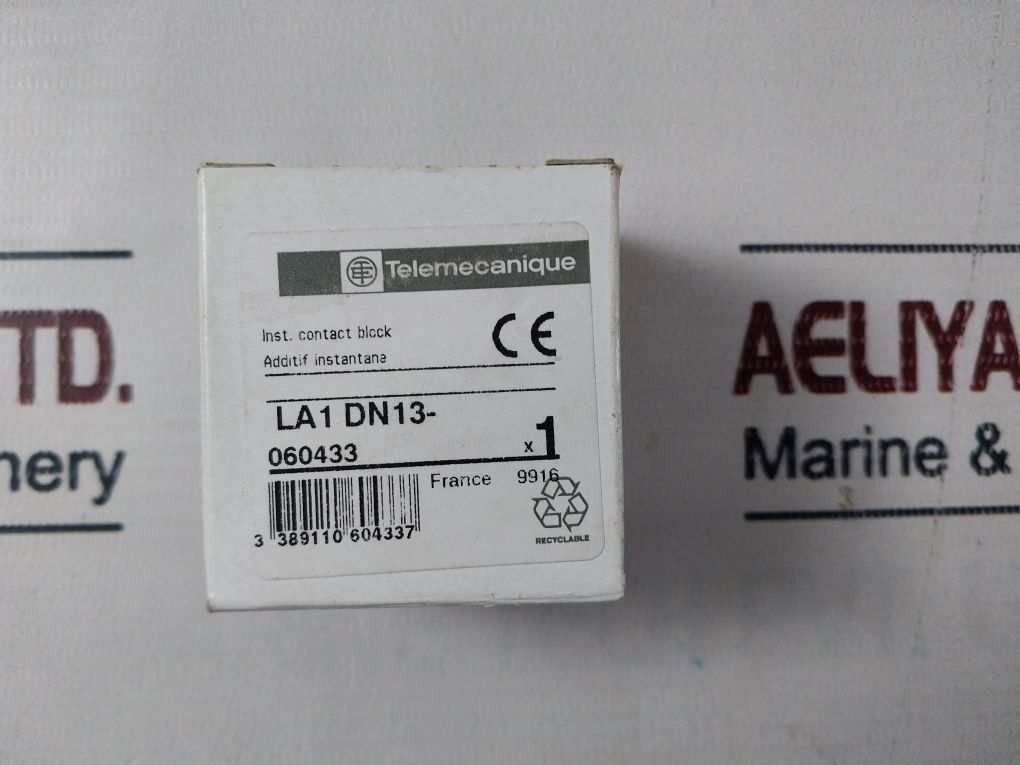 Telemecanique
Inst. contact block
Additif instantane
CE
LA1 DN13-
060433
x 1
France 9916
3 389110 604337
RECYCLABLE
TD.
nery
AELIYA
Marine &